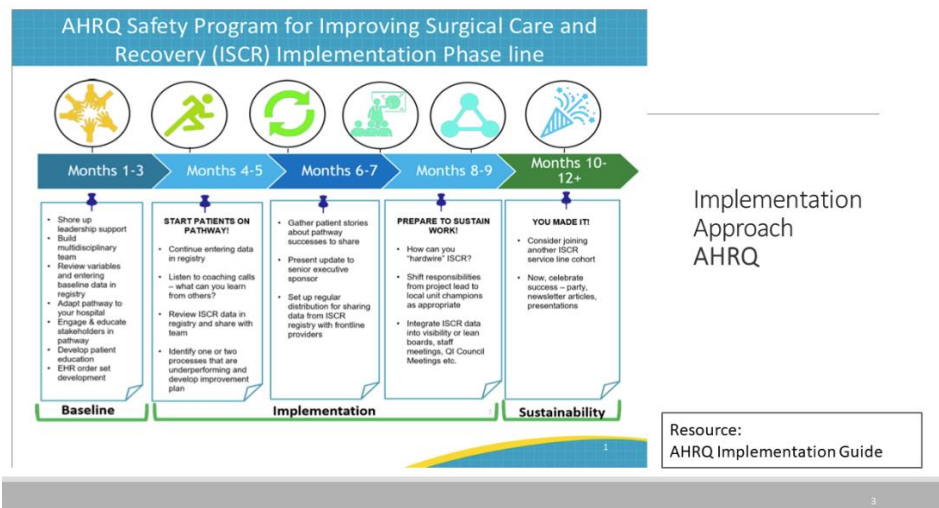 AHRQ Safety Program for Improving Surgical Care and
Recovery (ISCR) Implementation Phase line
Months 1-3
Months 4-5
Months 6-7
Months 8-9
Months 10-
12+
• Shore up
leadership support
• Build
multidisciplinary
team
• Review variables
and entering
baseline data in
registry
• Adapt pathway to
your hospital
• Engage & educate
stakeholders in
pathway
• Develop patient
education
• EHR order set
development
START PATIENTS ON
PATHWAY!
• Continue entering data
in registry
• Listen to coaching calls
– what can you learn
from others?
• Review ISCR data in
registry and share with
team
• Identify one or two
processes that are
underperforming and
develop improvement
plan
• Gather patient stories
about pathway
successes to share
• Present update to
senior executive
sponsor
• Set up regular
distribution for sharing
data from ISCR
registry with frontline
providers
PREPARE TO SUSTAIN
WORK!
• How can you
"hardwire" ISCR?
• Shift responsibilities
from project lead to
local unit champions
as appropriate
• Integrate ISCR data
into visibility or lean
boards, staff
meetings, QI Council
Meetings etc.
YOU MADE IT!
• Consider joining
another ISCR
service line cohort
• Now, celebrate
success – party,
newsletter articles,
presentations
Baseline
Implementation
Sustainability
1
Implementation
Approach
AHRQ
Resource:
AHRQ Implementation Guide
3